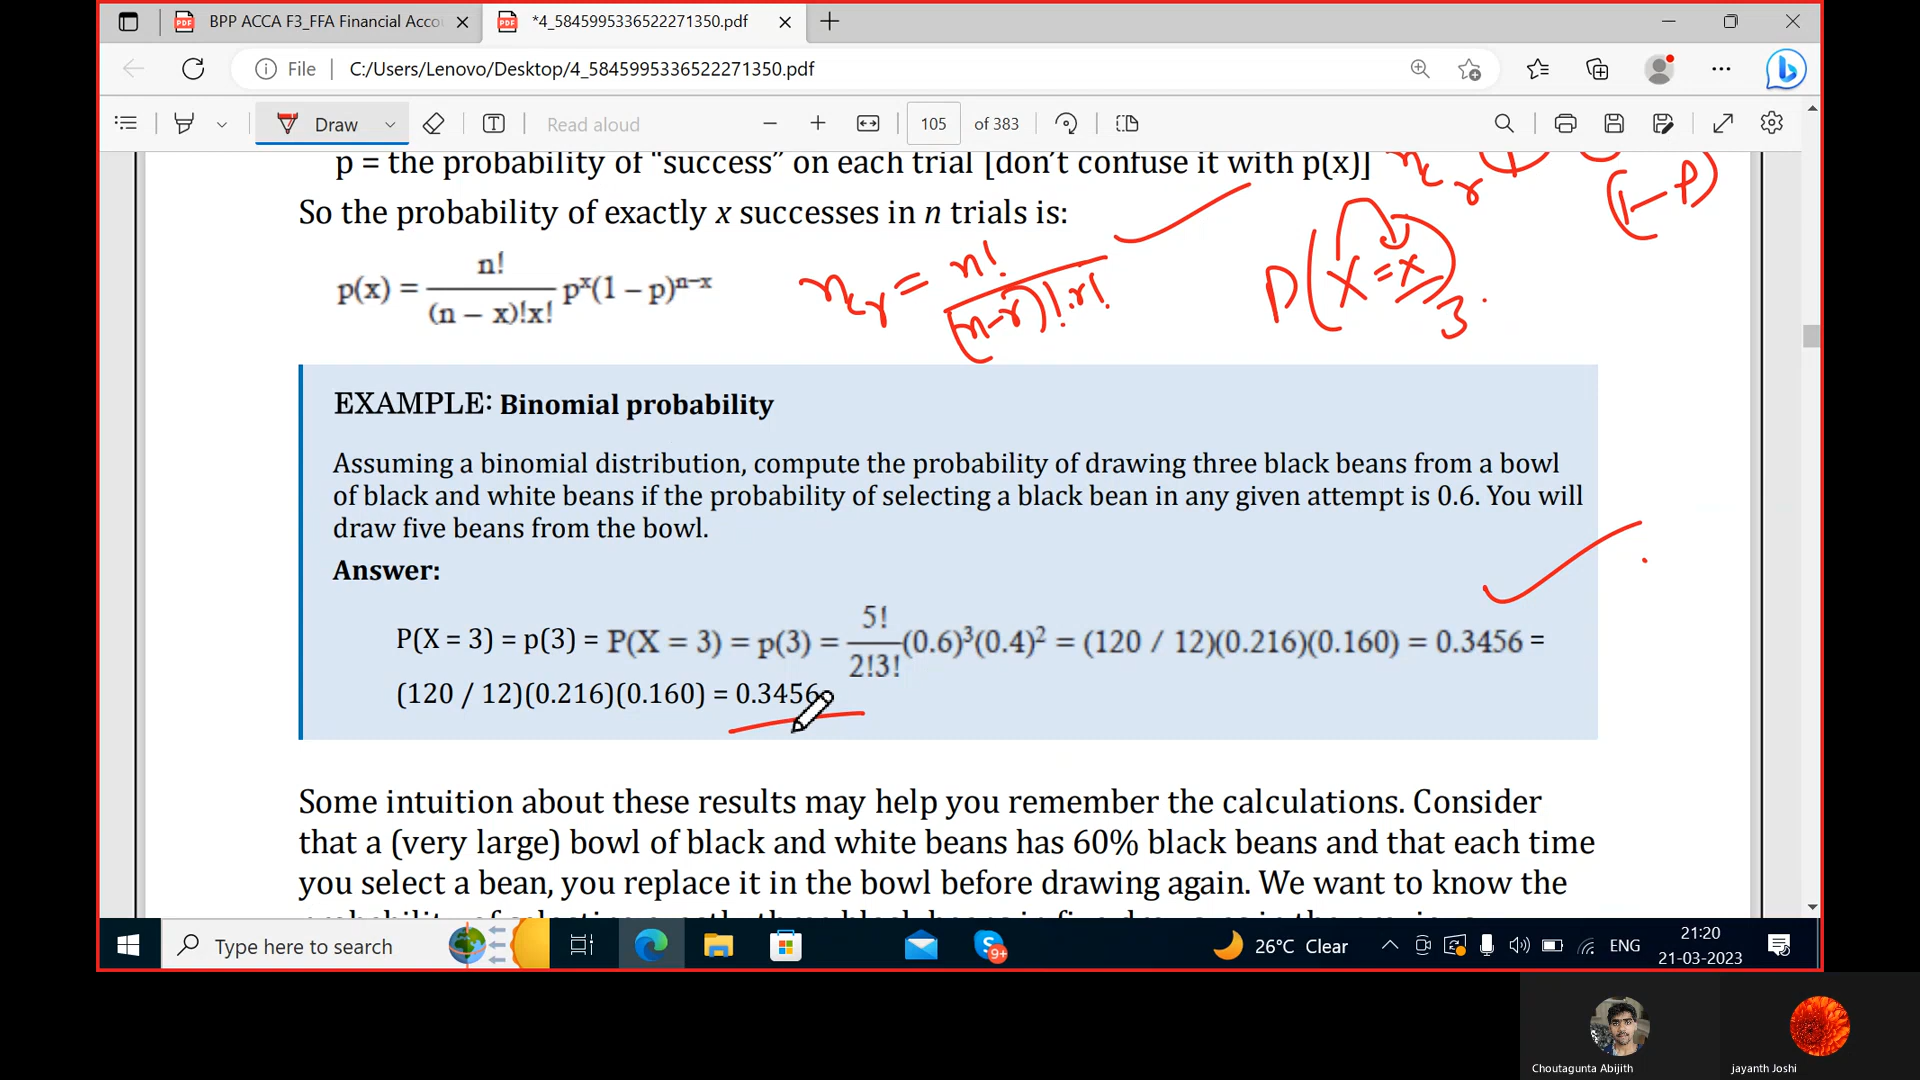 BPP ACCA F3_FFA Financial Acco
*4_5845995336522271350.pdf
File
C:/Users/Lenovo/Desktop/4_5845995336522271350.pdf
Draw
Read aloud
105 of 383
p = the probability of “success” on each trial [don’t confuse it with p(x)]
(1-P)
So the probability of exactly x successes in n trials is:
p(x) = n! / (n − x)!x! pˣ(1 − p)ⁿ⁻ˣ
ncr = n! / (n-r)!.r!
P(X=x)
3
EXAMPLE: Binomial probability
Assuming a binomial distribution, compute the probability of drawing three black beans from a bowl
of black and white beans if the probability of selecting a black bean in any given attempt is 0.6. You will
draw five beans from the bowl.
Answer:
P(X = 3) = p(3) = P(X = 3) = p(3) = 5! / 2!3! (0.6)³(0.4)² = (120 / 12)(0.216)(0.160) = 0.3456 =
(120 / 12)(0.216)(0.160) = 0.3456
Some intuition about these results may help you remember the calculations. Consider
that a (very large) bowl of black and white beans has 60% black beans and that each time
you select a bean, you replace it in the bowl before drawing again. We want to know the
Type here to search
9+
26°C Clear
ENG
21:20
21-03-2023
Choutagunta Abijith
jayanth Joshi